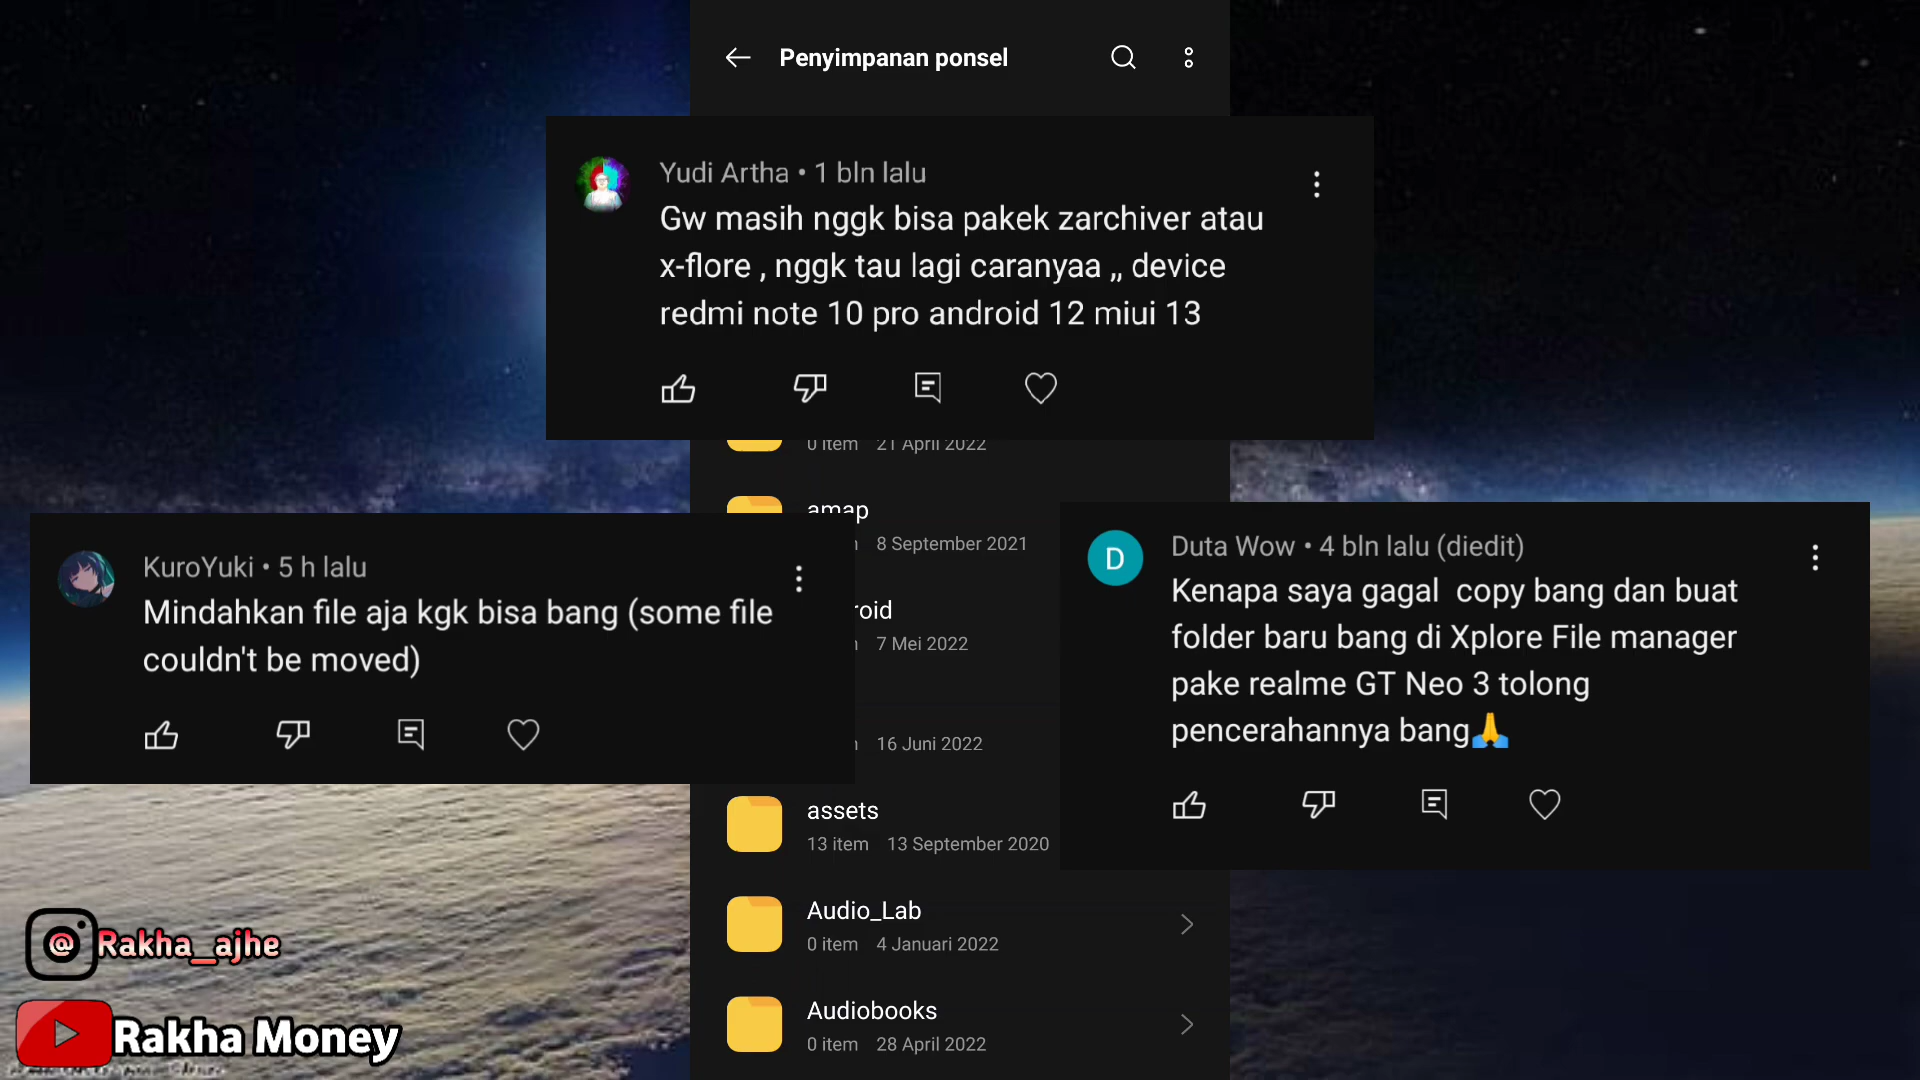 Penyimpanan ponsel
Yudi Artha • 1 bln lalu
Gw masih nggk bisa pakek zarchiver atau
x-flore , nggk tau lagi caranyaa ,, device
redmi note 10 pro android 12 miui 13
0 item 21 April 2022
amap
8 September 2021
roid
7 Mei 2022
16 Juni 2022
KuroYuki • 5 h lalu
Mindahkan file aja kgk bisa bang (some file
couldn't be moved)
D
Duta Wow • 4 bln lalu (diedit)
Kenapa saya gagal copy bang dan buat
folder baru bang di Xplore File manager
pake realme GT Neo 3 tolong
pencerahannya bang🙏
assets
13 item 13 September 2020
Audio_Lab
0 item 4 Januari 2022
Audiobooks
0 item 28 April 2022
@Rakha_ajhe
Rakha Money